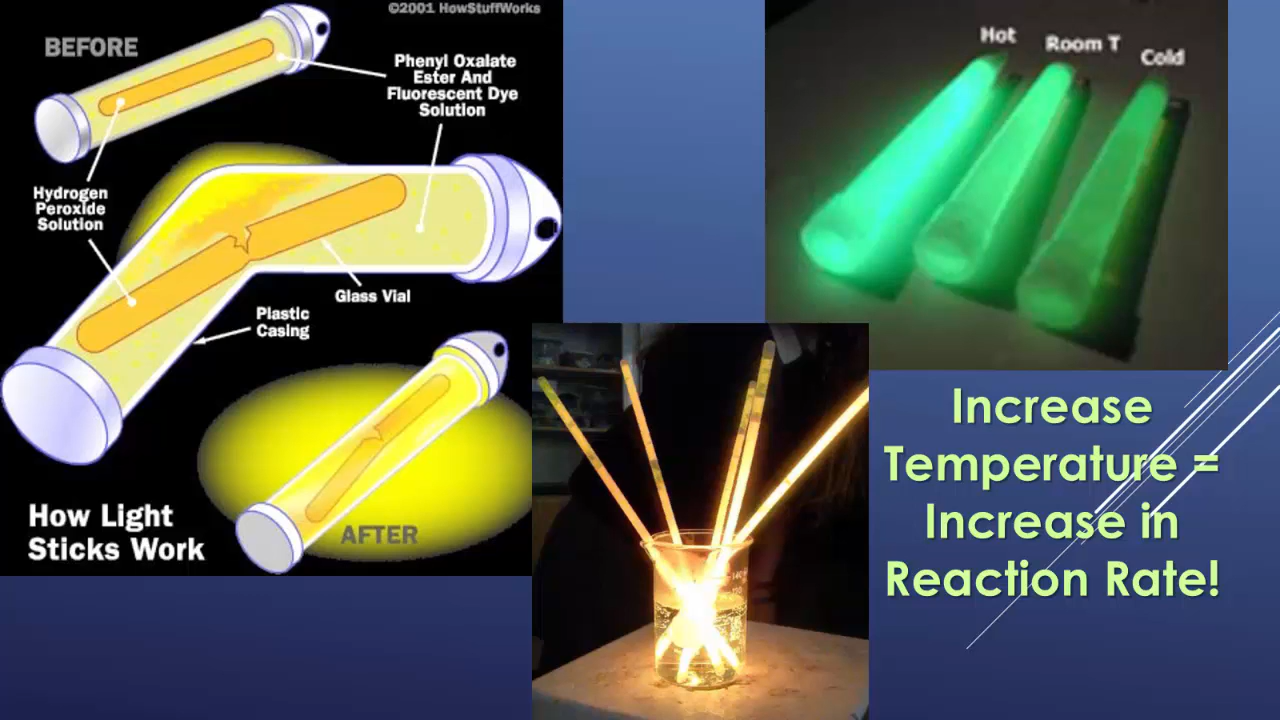 ©2001 HowStuffWorks
BEFORE
Phenyl Oxalate
Ester And
Fluorescent Dye
Solution
Hydrogen
Peroxide
Solution
Glass Vial
Plastic
Casing
How Light
Sticks Work
AFTER
Hot
Room T
Cold
Increase
Temperature =
Increase in
Reaction Rate!